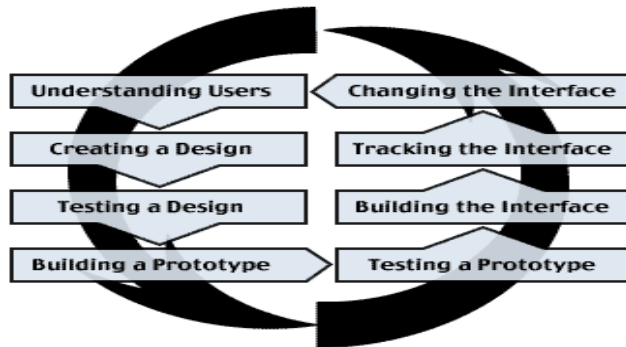 Understanding Users
Changing the Interface
Creating a Design
Tracking the Interface
Testing a Design
Building the Interface
Building a Prototype
Testing a Prototype